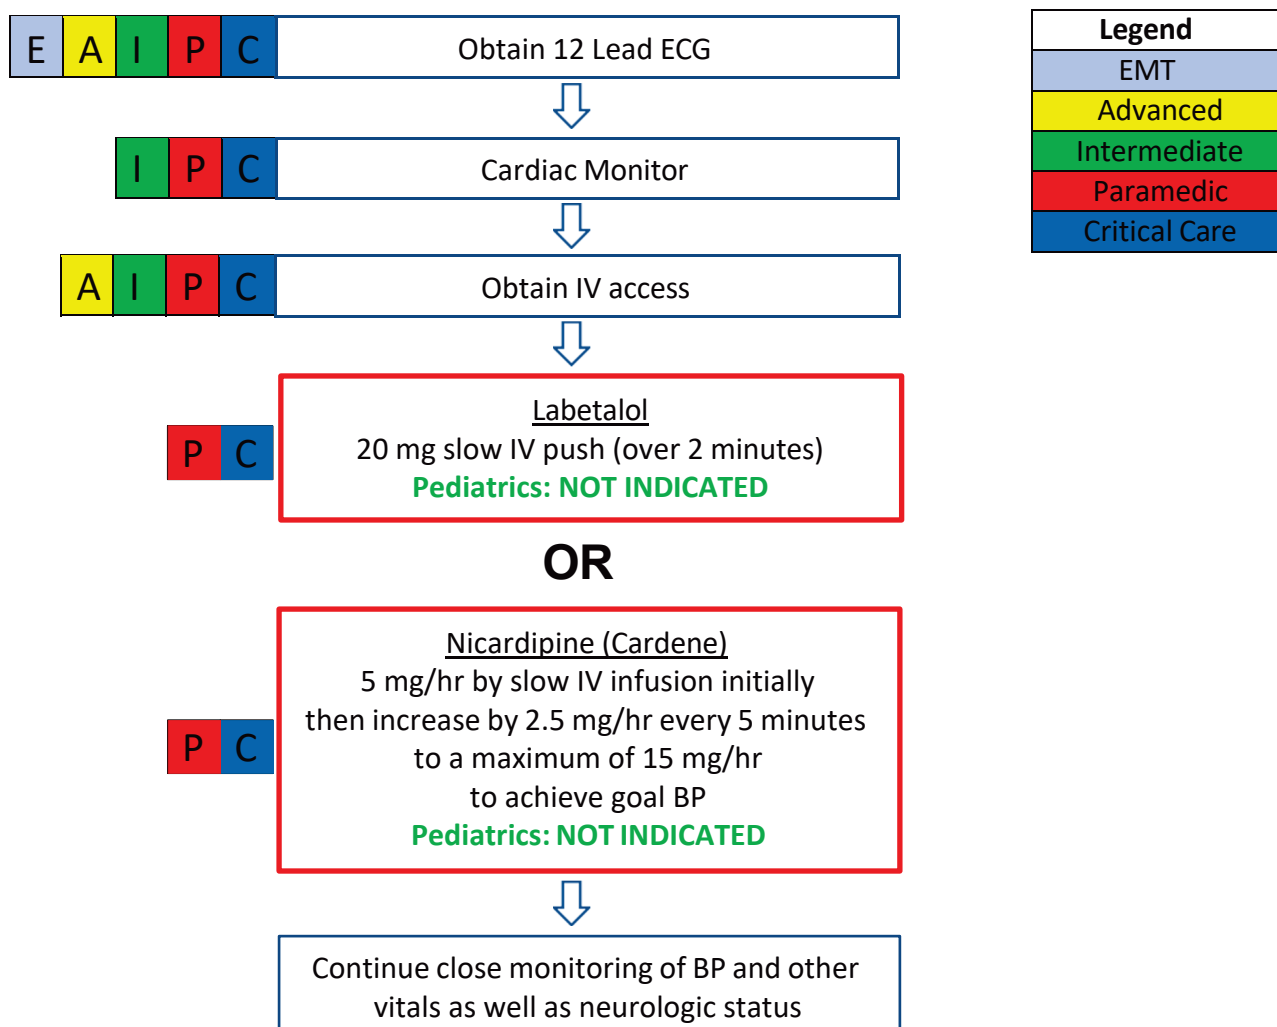 E A I P C Obtain 12 Lead ECG
I P C Cardiac Monitor
A I P C Obtain IV access
P C
Labetalol
20 mg slow IV push (over 2 minutes)
Pediatrics: NOT INDICATED
OR
P C
Nicardipine (Cardene)
5 mg/hr by slow IV infusion initially
then increase by 2.5 mg/hr every 5 minutes
to a maximum of 15 mg/hr
to achieve goal BP
Pediatrics: NOT INDICATED
Continue close monitoring of BP and other
vitals as well as neurologic status
Legend
EMT
Advanced
Intermediate
Paramedic
Critical Care